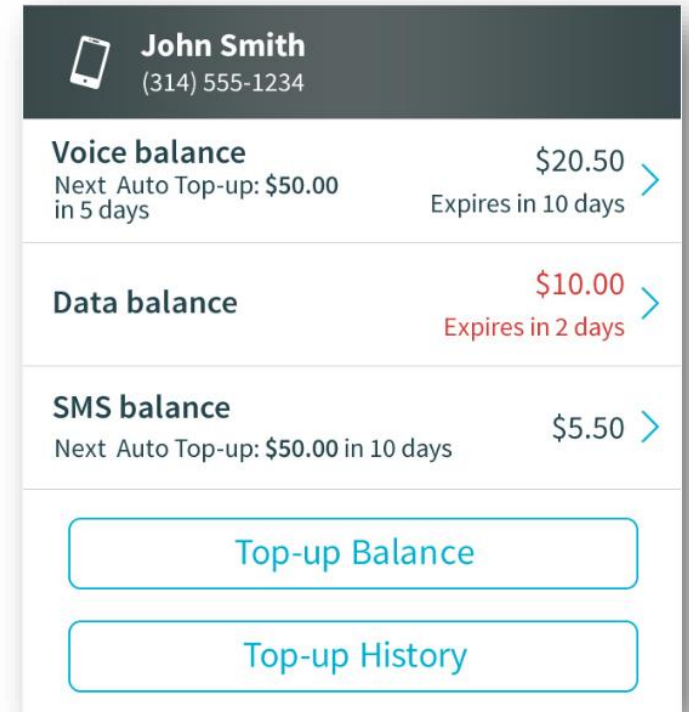 John Smith
(314) 555-1234
Voice balance
Next Auto Top-up: $50.00
in 5 days
$20.50
Expires in 10 days
Data balance
$10.00
Expires in 2 days
SMS balance
Next Auto Top-up: $50.00 in 10 days
$5.50
Top-up Balance
Top-up History